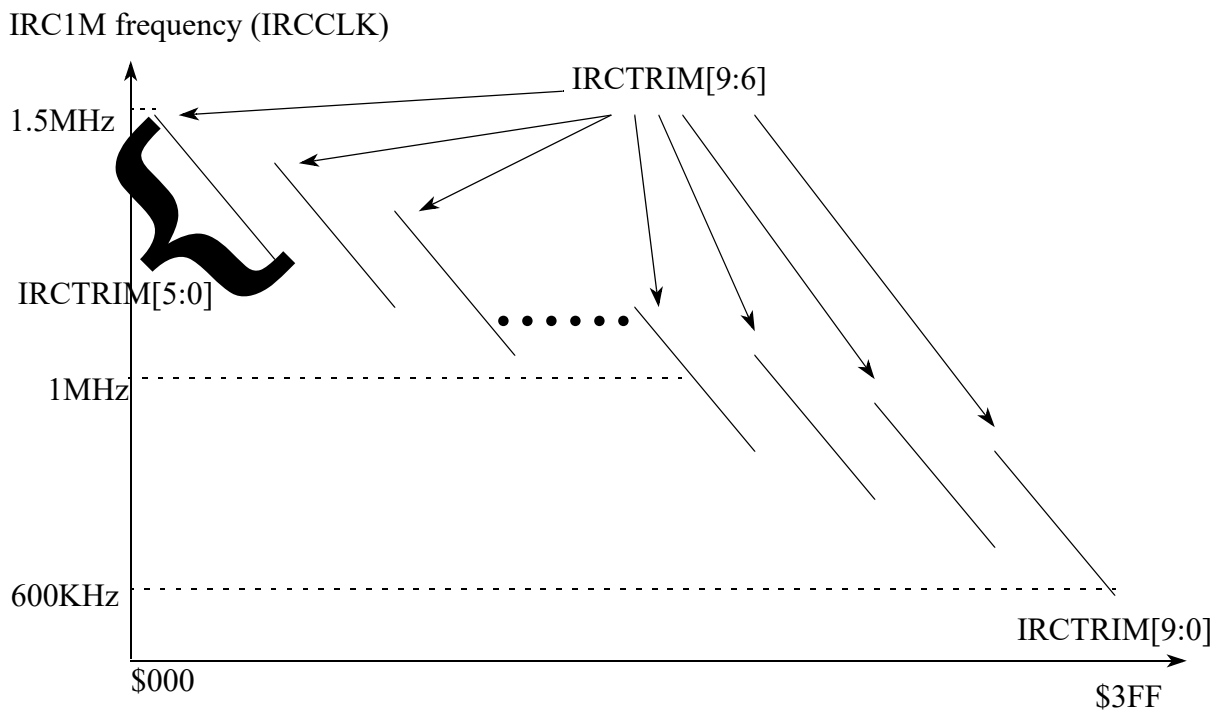 IRC1M frequency (IRCCLK)
IRCTRIM[9:6]
1.5MHz
IRCTRIM[5:0]
1MHz
600KHz
IRCTRIM[9:0]
$000
$3FF